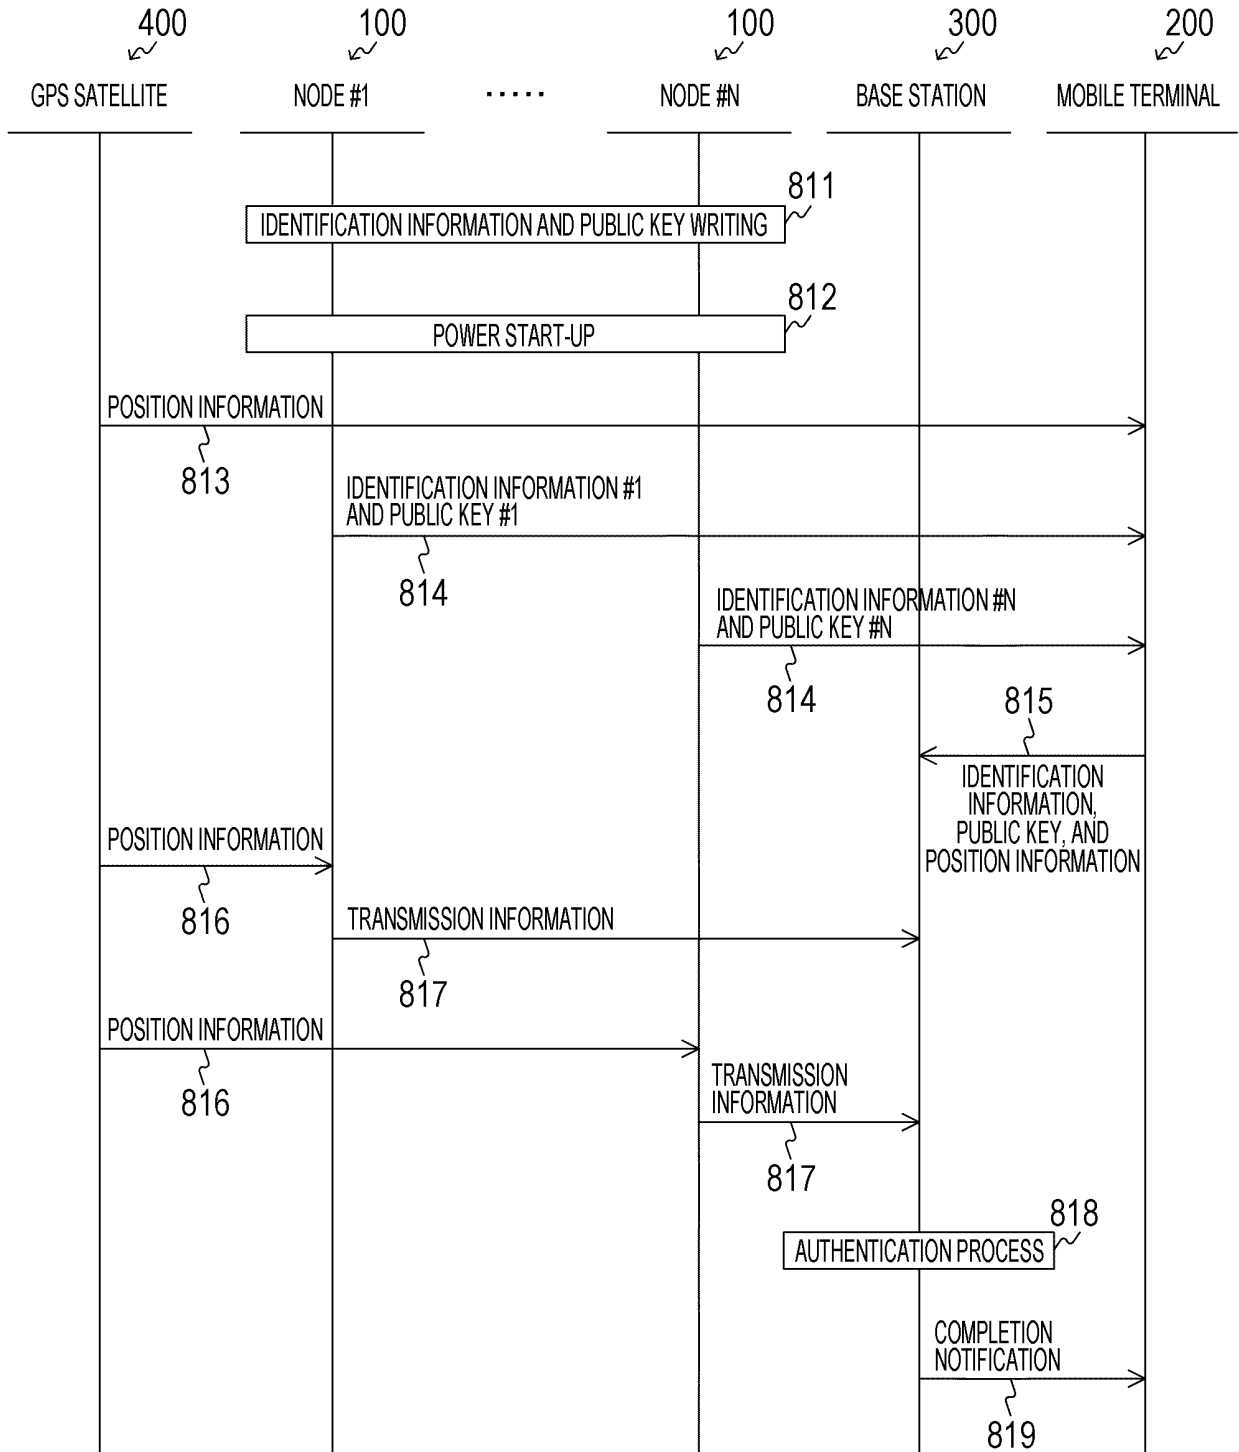 400 100 100 300 200
GPS SATELLITE NODE #1 ..... NODE #N BASE STATION MOBILE TERMINAL
811
IDENTIFICATION INFORMATION AND PUBLIC KEY WRITING
812
POWER START-UP
POSITION INFORMATION
813
IDENTIFICATION INFORMATION #1
AND PUBLIC KEY #1
814
IDENTIFICATION INFORMATION #N
AND PUBLIC KEY #N
814
815
IDENTIFICATION
INFORMATION,
PUBLIC KEY, AND
POSITION INFORMATION
POSITION INFORMATION
816
TRANSMISSION INFORMATION
817
POSITION INFORMATION
816
TRANSMISSION
INFORMATION
817
818
AUTHENTICATION PROCESS
COMPLETION
NOTIFICATION
819